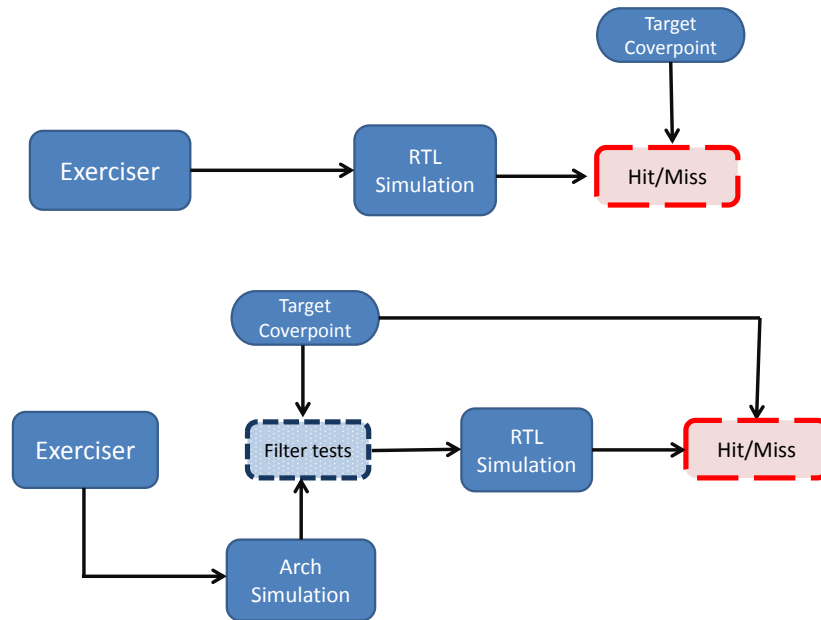 Target
Coverpoint
Exerciser
RTL
Simulation
Hit/Miss
Target
Coverpoint
Exerciser
Filter tests
RTL
Simulation
Hit/Miss
Arch
Simulation